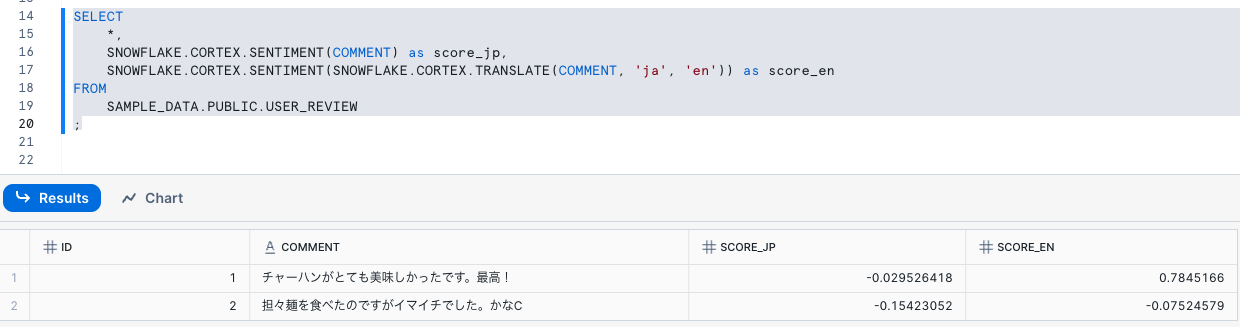 14 SELECT
15 *,
16 SNOWFLAKE.CORTEX.SENTIMENT(COMMENT) as score_jp,
17 SNOWFLAKE.CORTEX.SENTIMENT(SNOWFLAKE.CORTEX.TRANSLATE(COMMENT, 'ja', 'en')) as score_en
18 FROM
19 SAMPLE_DATA.PUBLIC.USER_REVIEW
20 ;
21
22
Results Chart
# ID A COMMENT # SCORE_JP # SCORE_EN
1 1 チャーハンがとても美味しかったです。最高！ -0.029526418 0.7845166
2 2 担々麺を食べたのですがイマイチでした。かなC -0.15423052 -0.07524579